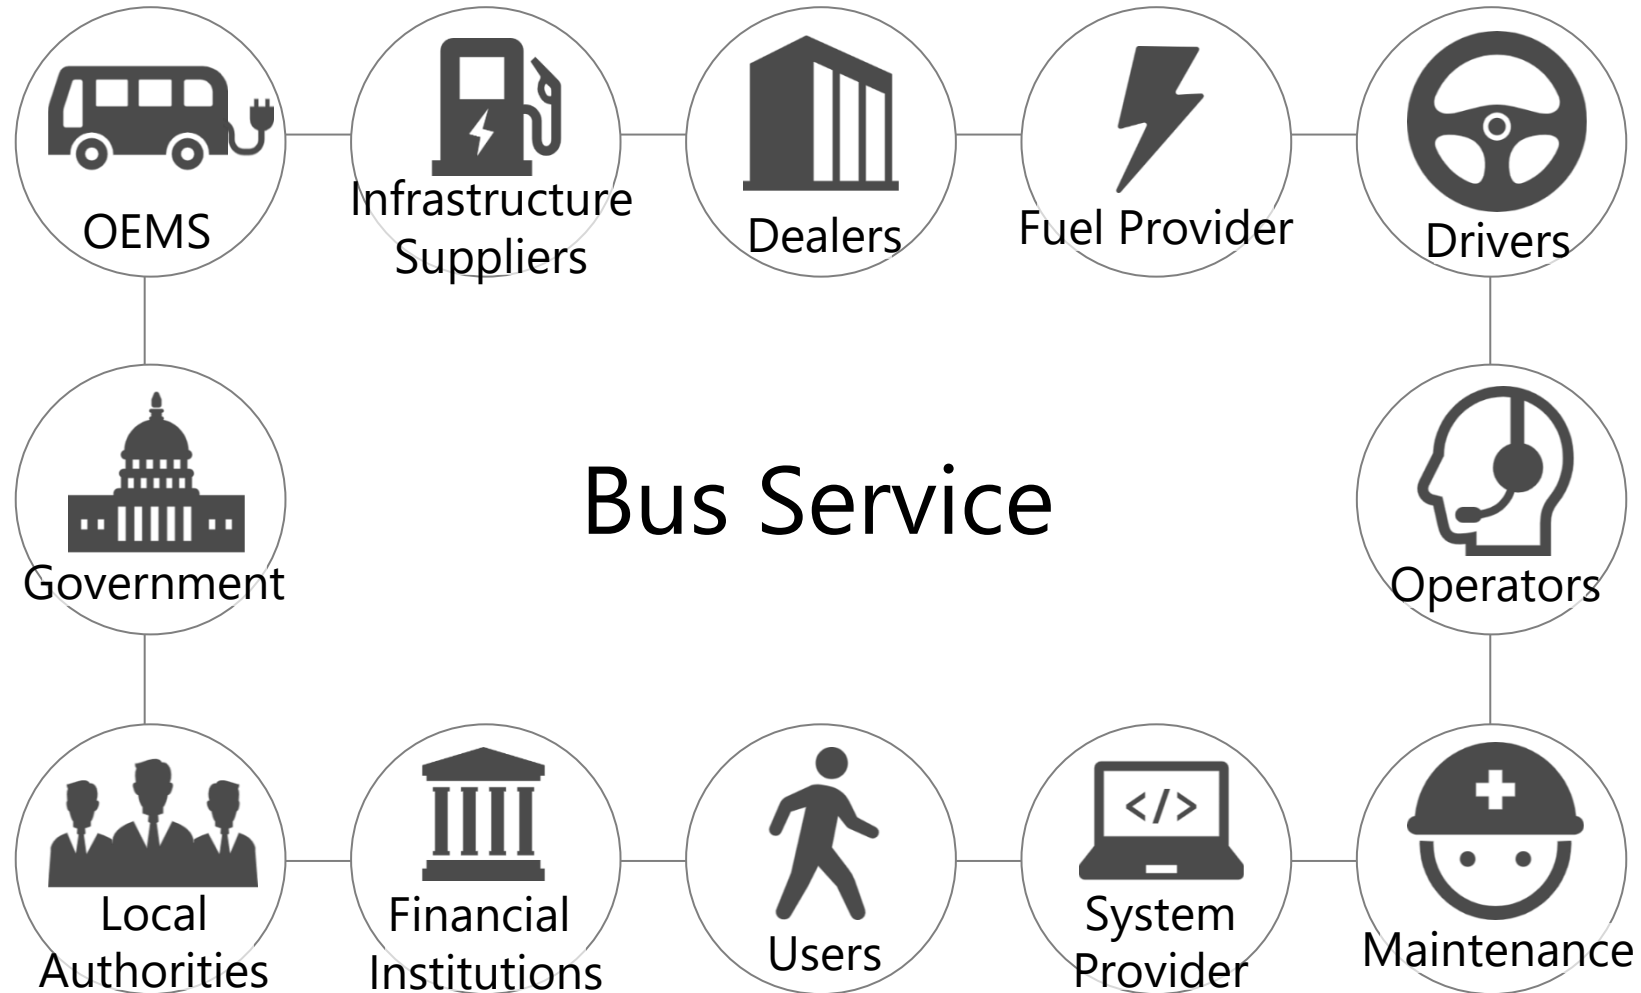 OEMS
Infrastructure
Suppliers
Dealers
Fuel Provider
Drivers
Government
Bus Service
Operators
Local
Authorities
Financial
Institutions
Users
</>
System
Provider
Maintenance